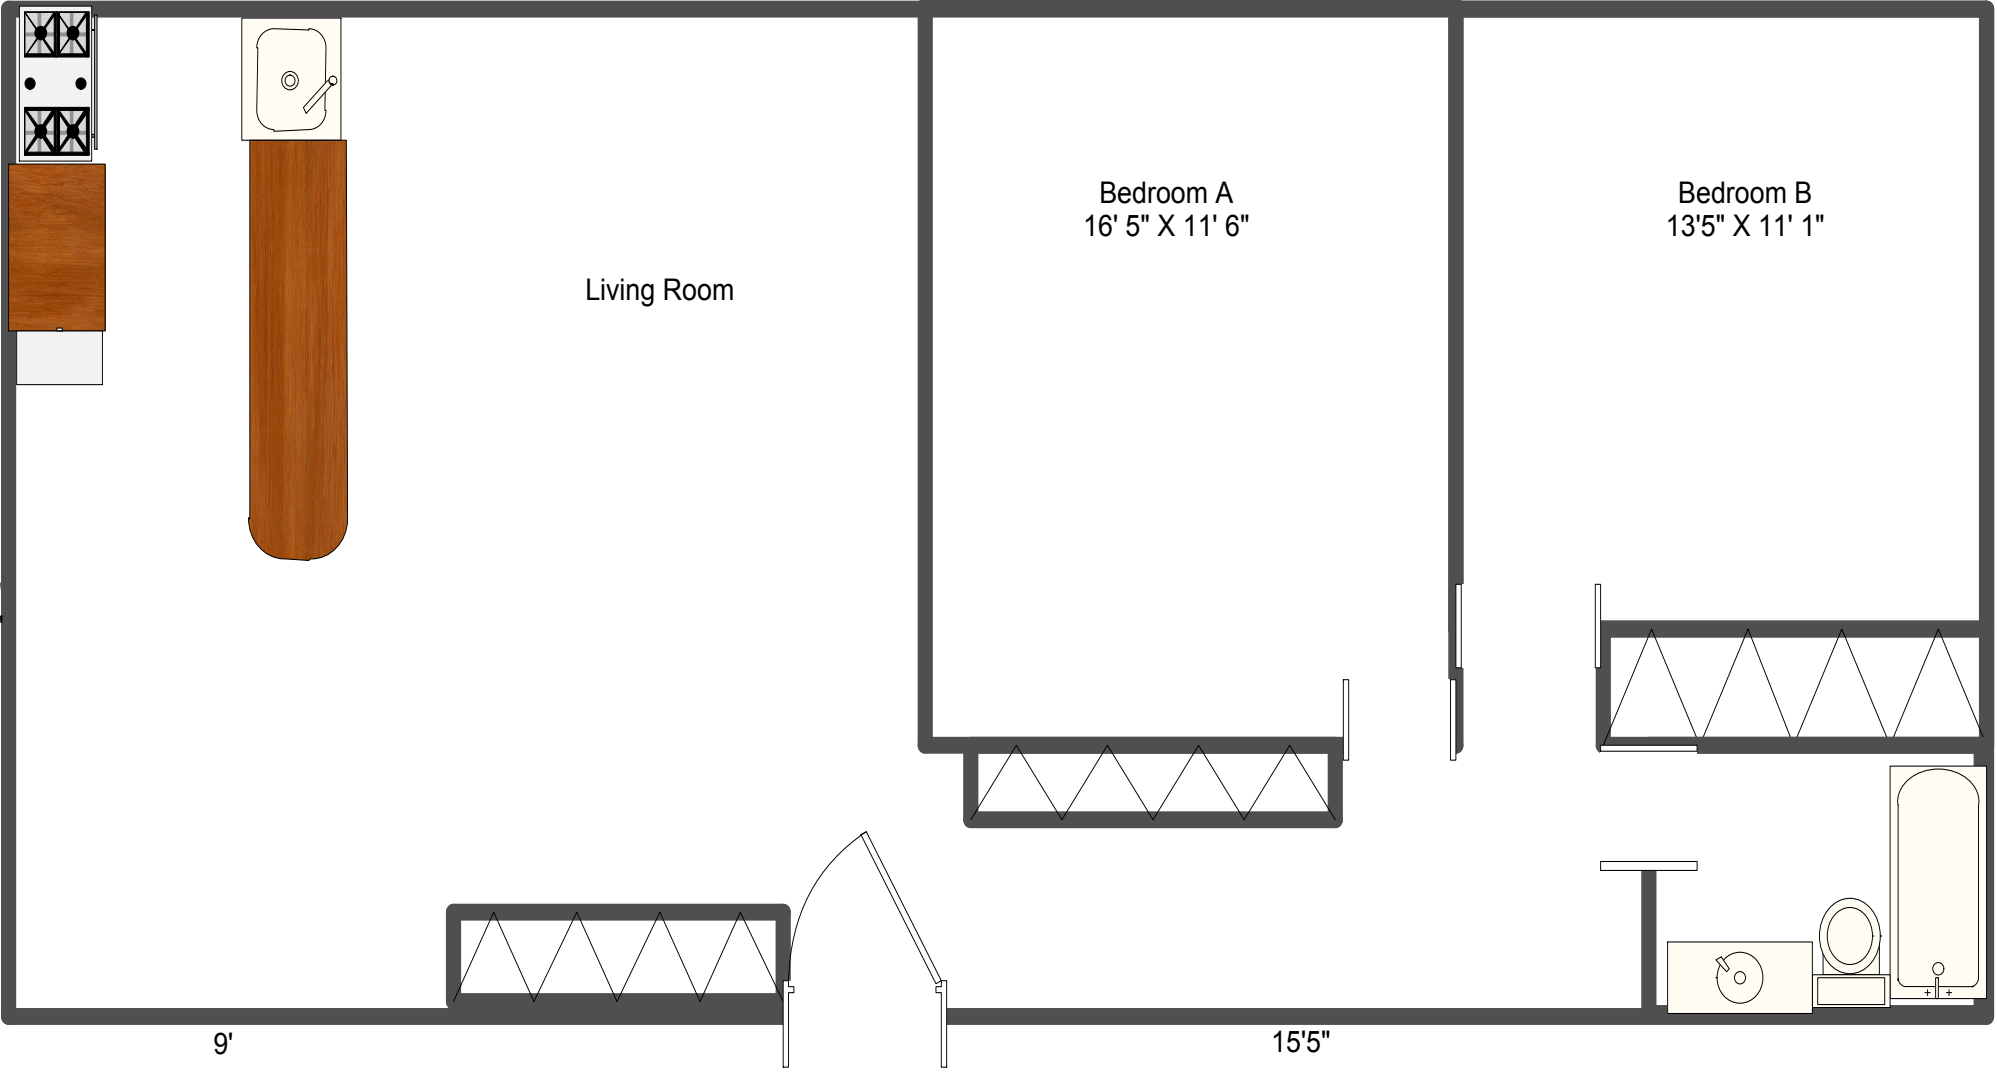 Bedroom A
16' 5" X 11' 6"
Bedroom B
13'5" X 11' 1"
Living Room
9'
15'5"